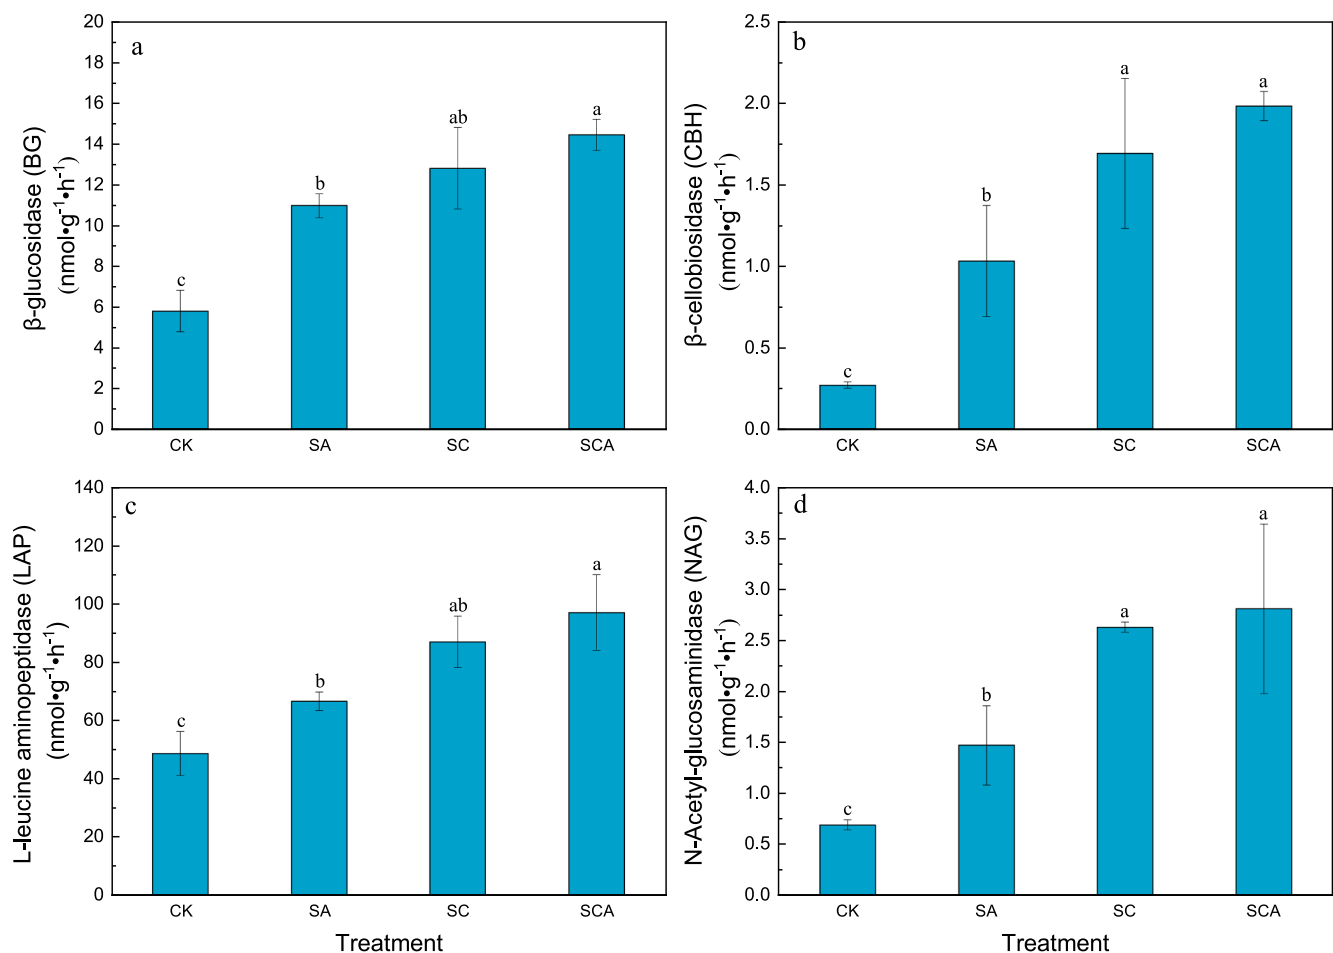 a
β-glucosidase (BG)
(nmol•g⁻¹•h⁻¹)
20
18
16
14
12
10
8
6
4
2
0
c
b
ab
a
CK SA SC SCA
b
β-cellobiosidase (CBH)
(nmol•g⁻¹•h⁻¹)
2.5
2.0
1.5
1.0
0.5
0.0
c
b
a
a
CK SA SC SCA
c
L-leucine aminopeptidase (LAP)
(nmol•g⁻¹•h⁻¹)
140
120
100
80
60
40
20
0
c
b
ab
a
CK SA SC SCA
Treatment
d
N-Acetyl-glucosaminidase (NAG)
(nmol•g⁻¹•h⁻¹)
4.0
3.5
3.0
2.5
2.0
1.5
1.0
0.5
0.0
c
b
a
a
CK SA SC SCA
Treatment